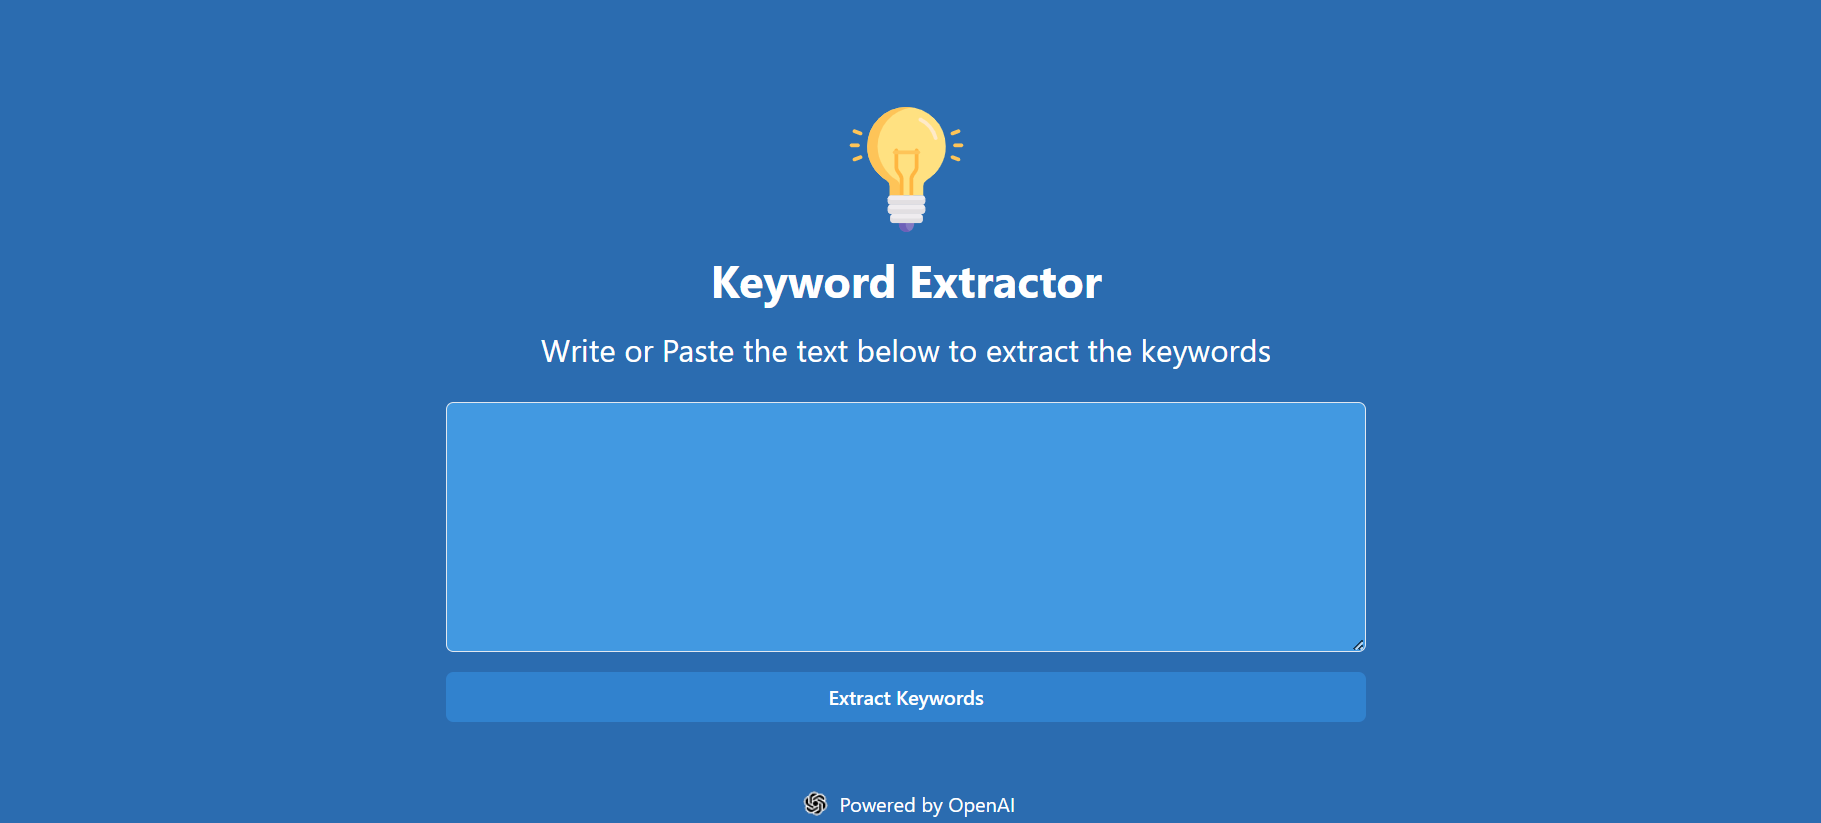 Keyword Extractor
Write or Paste the text below to extract the keywords
Extract Keywords
Powered by OpenAI